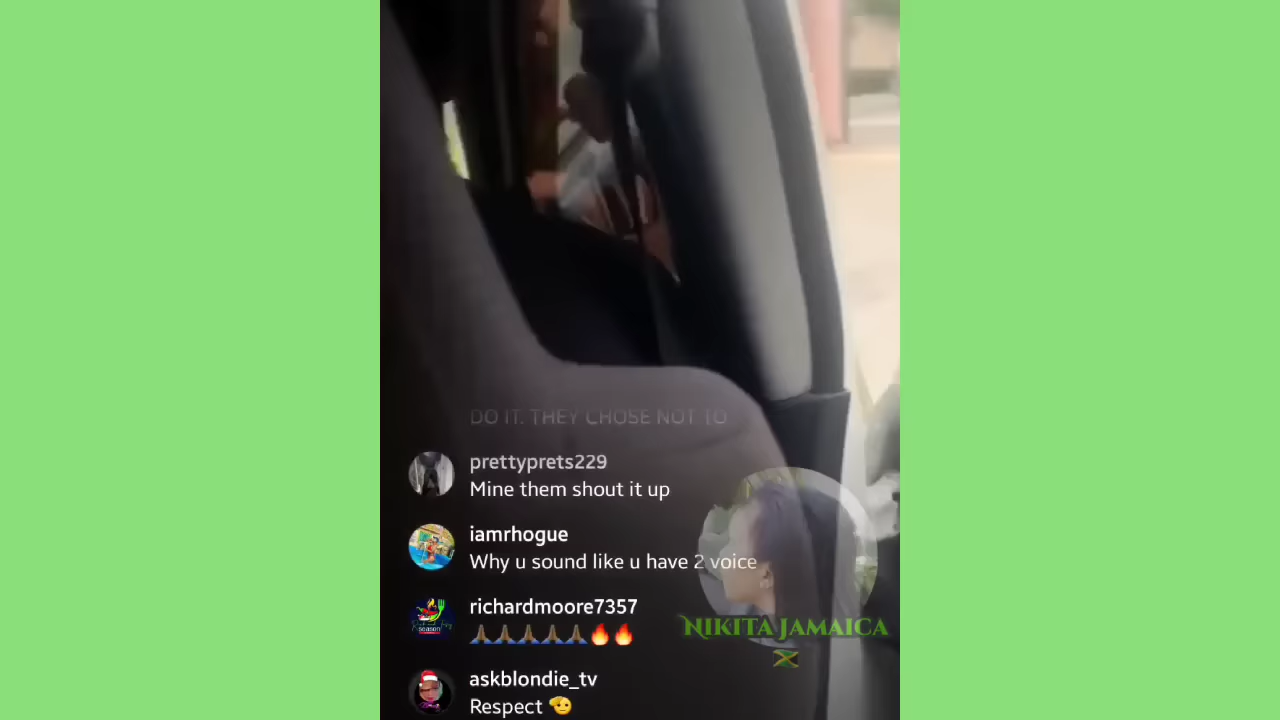 DO IT. THEY CHOSE NOT TO
prettyprets229
Mine them shout it up
iamrhogue
Why u sound like u have 2 voice
richardmoore7357
🙏🏾🙏🏾🙏🏾🙏🏾🙏🏾🔥🔥
season
NIKITA JAMAICA
🇯🇲
askblondie_tv
Respect 🫡